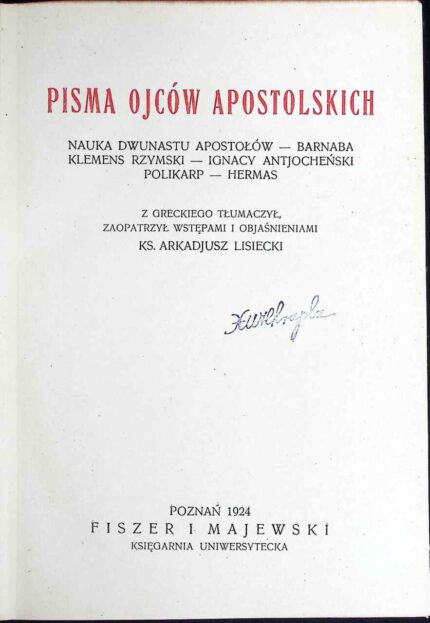 PISMA OJCÓW APOSTOLSKICH
NAUKA DWUNASTU APOSTOŁÓW — BARNABA
KLEMENS RZYMSKI — IGNACY ANTJOCHEŃSKI
POLIKARP — HERMAS
Z GRECKIEGO TŁUMACZYŁ,
ZAOPATRZYŁ WSTĘPAMI I OBJAŚNIENIAMI
KS. ARKADJUSZ LISIECKI
POZNAŃ 1924
FISZER I MAJEWSKI
KSIĘGARNIA UNIWERSYTECKA